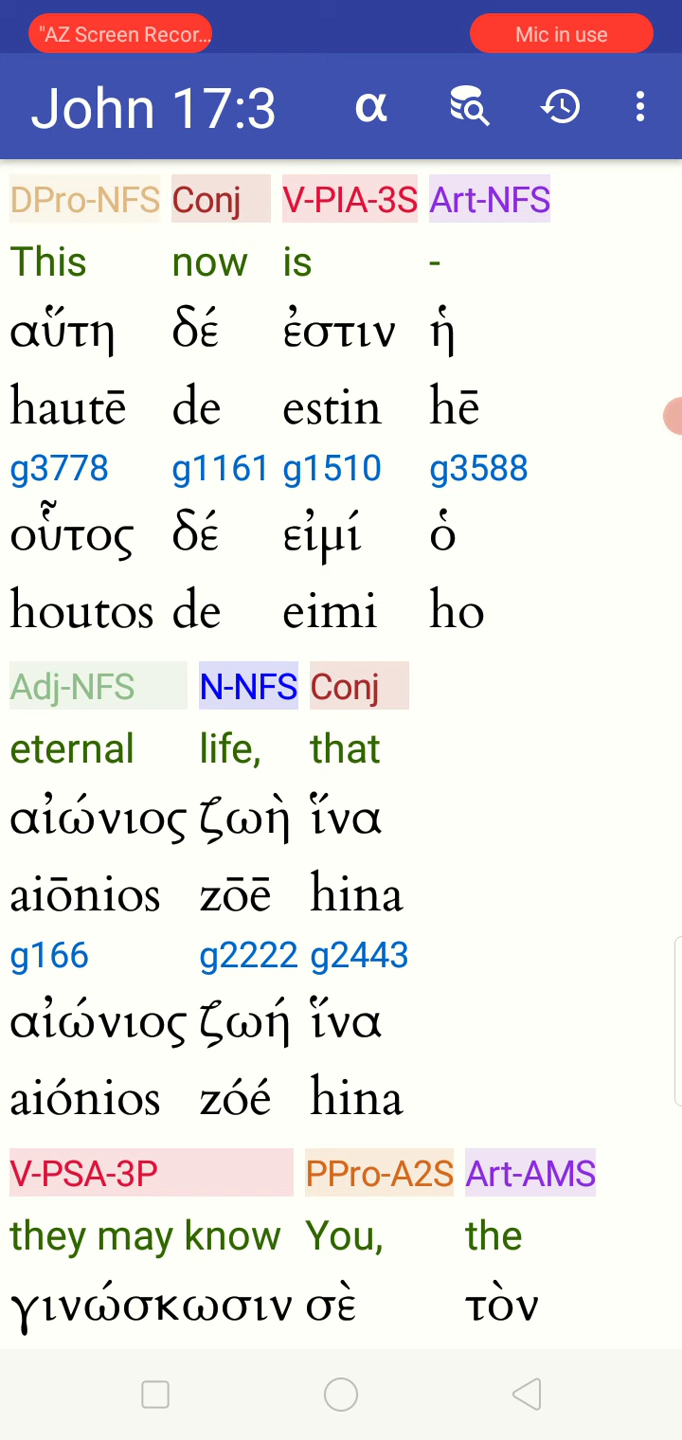 "AZ Screen Recor... Mic in use
John 17:3 α
DPro-NFS Conj V-PIA-3S Art-NFS
This now is -
αὕτη δέ ἐστιν ἡ
hautē de estin hē
g3778 g1161 g1510 g3588
οὗτος δέ εἰμί ὁ
houtos de eimi ho
Adj-NFS N-NFS Conj
eternal life, that
αἰώνιος ζωὴ ἵνα
aiōnios zōē hina
g166 g2222 g2443
αἰώνιος ζωή ἵνα
aiónios zóé hina
V-PSA-3P PPro-A2S Art-AMS
they may know You, the
γινώσκωσιν σὲ τὸν